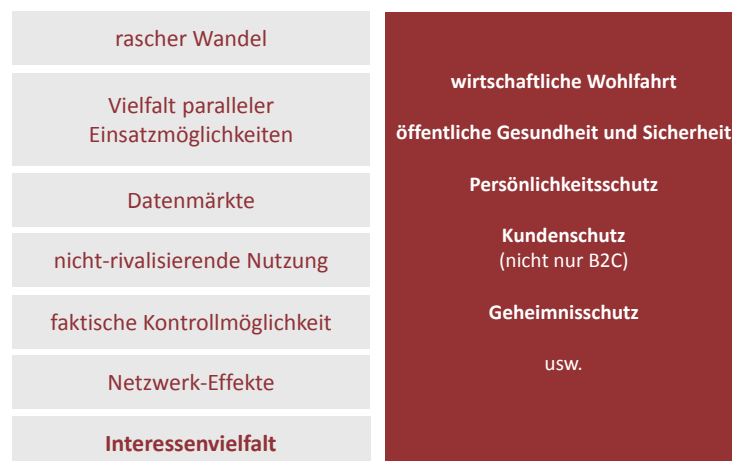 rascher Wandel
Vielfalt paralleler
Einsatzmöglichkeiten
Datenmärkte
nicht-rivalisierende Nutzung
faktische Kontrollmöglichkeit
Netzwerk-Effekte
Interessenvielfalt
wirtschaftliche Wohlfahrt
öffentliche Gesundheit und Sicherheit
Persönlichkeitsschutz
Kundenschutz
(nicht nur B2C)
Geheimnisschutz
usw.